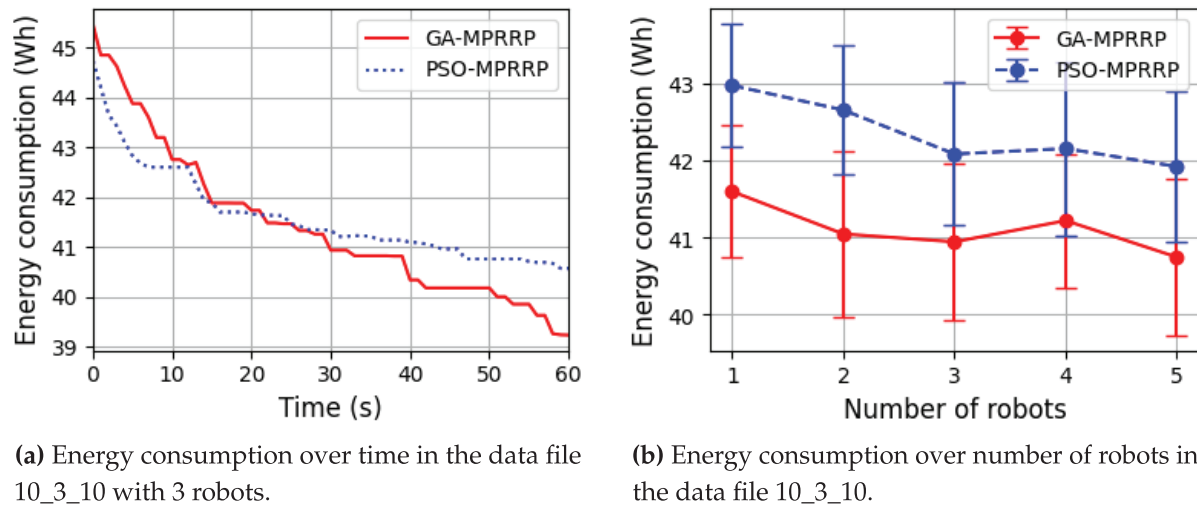 Energy consumption (Wh)
45
44
43
42
41
40
39
GA-MPRRP
PSO-MPRRP
0 10 20 30 40 50 60
Time (s)
(a) Energy consumption over time in the data file
10_3_10 with 3 robots.
Energy consumption (Wh)
43
42
41
40
GA-MPRRP
PSO-MPRRP
1 2 3 4 5
Number of robots
(b) Energy consumption over number of robots in
the data file 10_3_10.